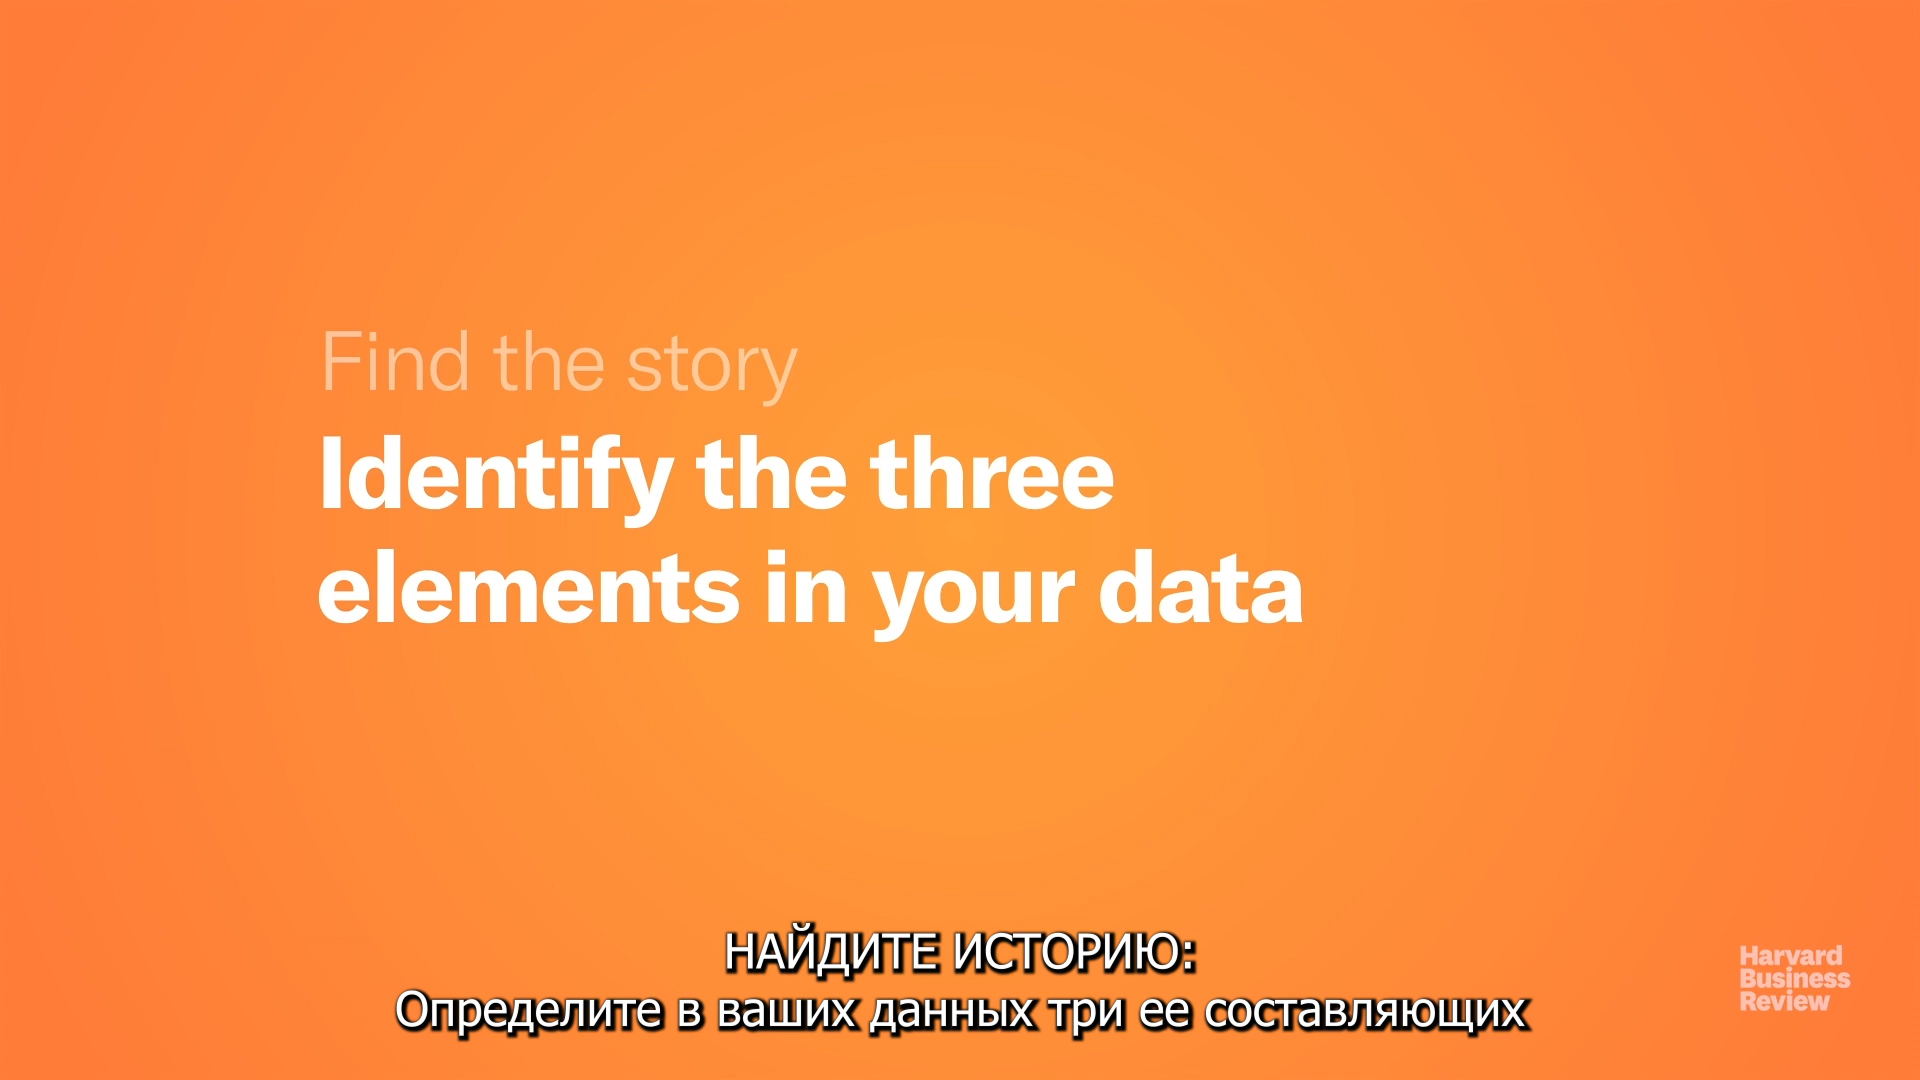 Find the story
Identify the three
elements in your data
НАЙДИТЕ ИСТОРИЮ:
Определите в ваших данных три ее составляющих
Harvard
Business
Review